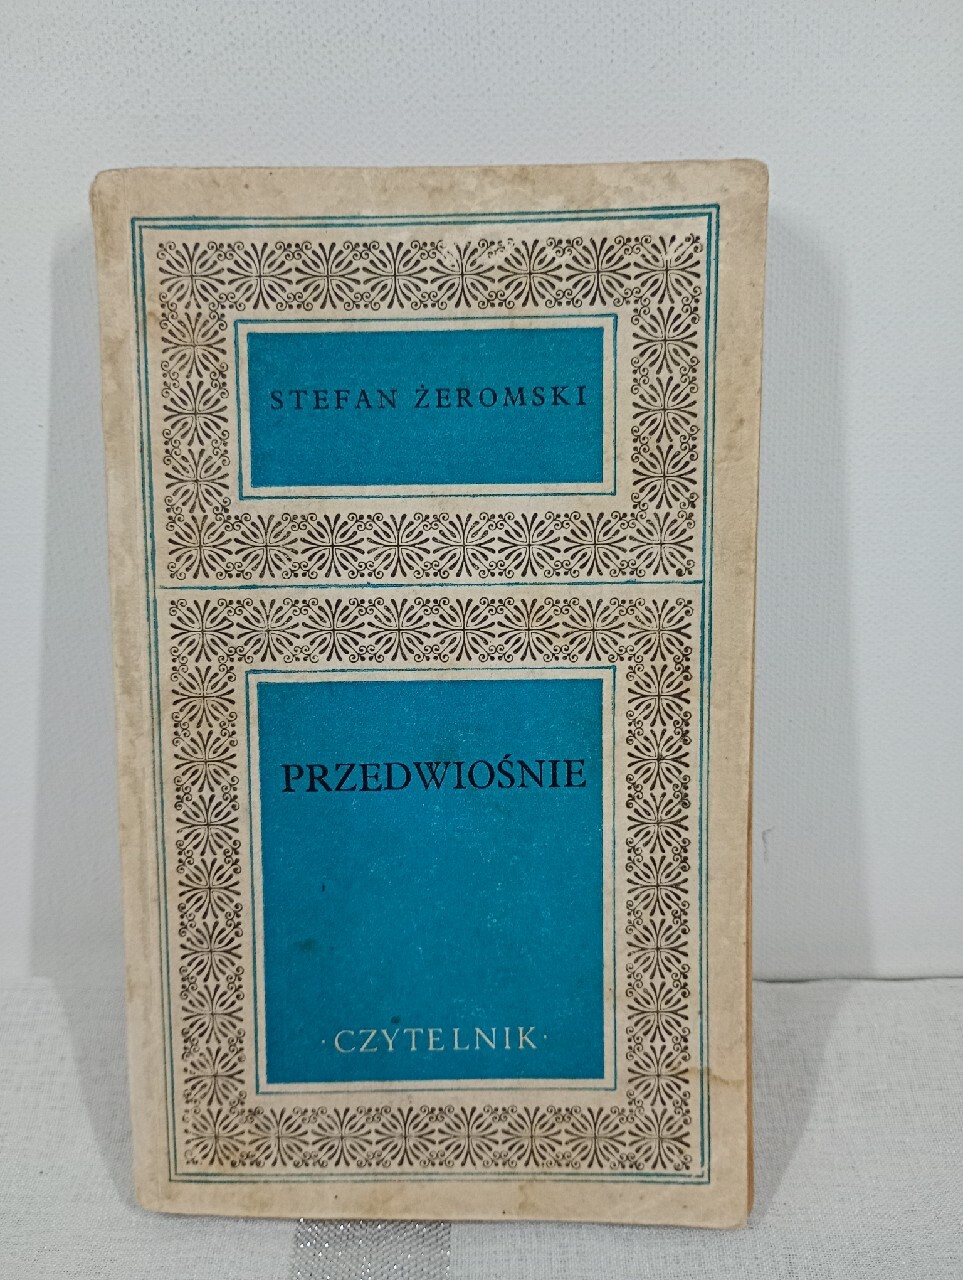 STEFAN ŻEROMSKI
PRZEDWIOŚNIE
· CZYTELNIK ·